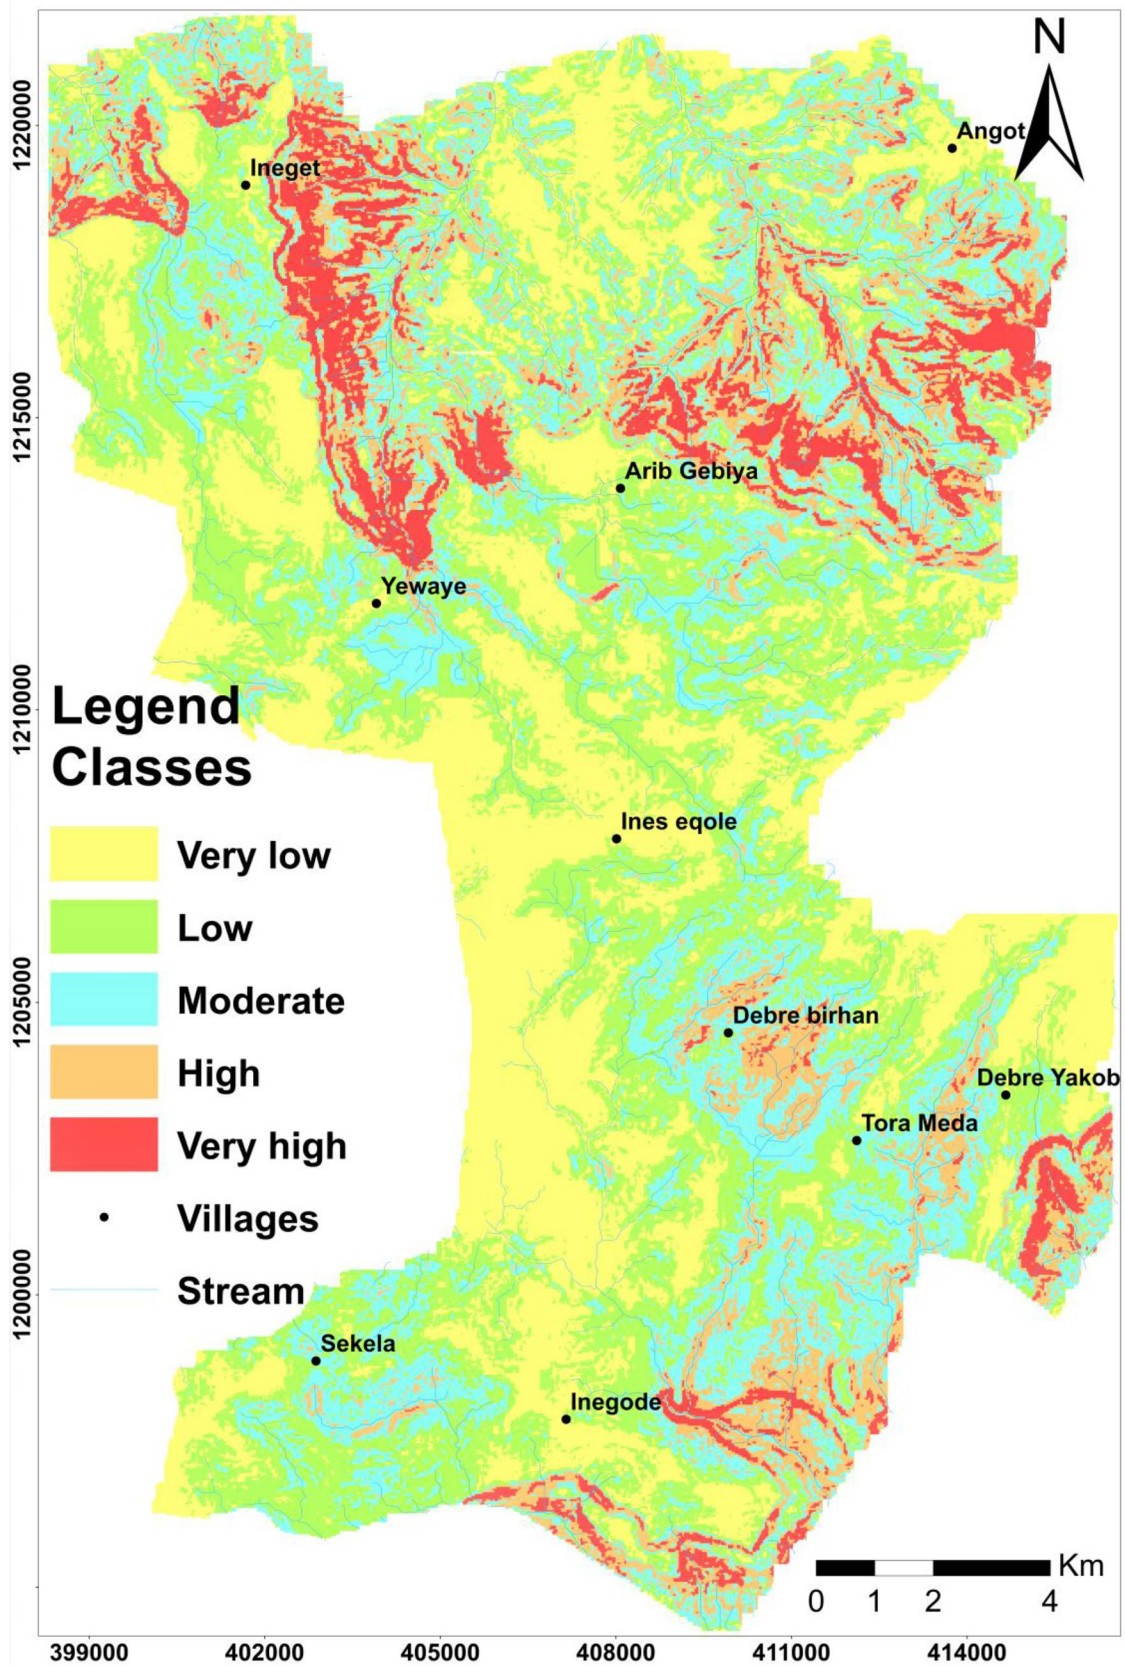 N
1220000
Angot
Ineget
1215000
Arib Gebiya
Yewaye
1210000
Legend
Classes
Ines eqole
Very low
Low
Moderate
1205000
Debre birhan
High
Debre Yakob
Tora Meda
Very high
Villages
Stream
1200000
Sekela
Inegode
Km
0 1 2 4
399000 402000 405000 408000 411000 414000